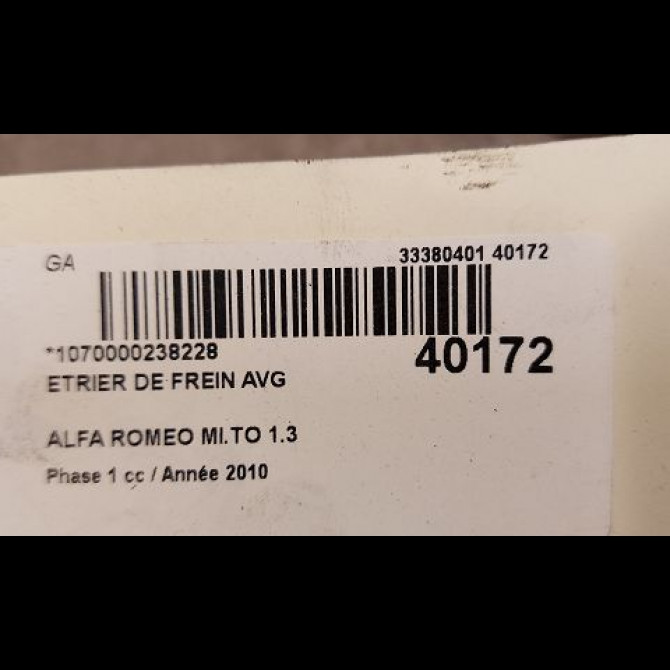 GA 33380401 40172
*1070000238228 40172
ETRIER DE FREIN AVG
ALFA ROMEO MI.TO 1.3
Phase 1 cc / Année 2010